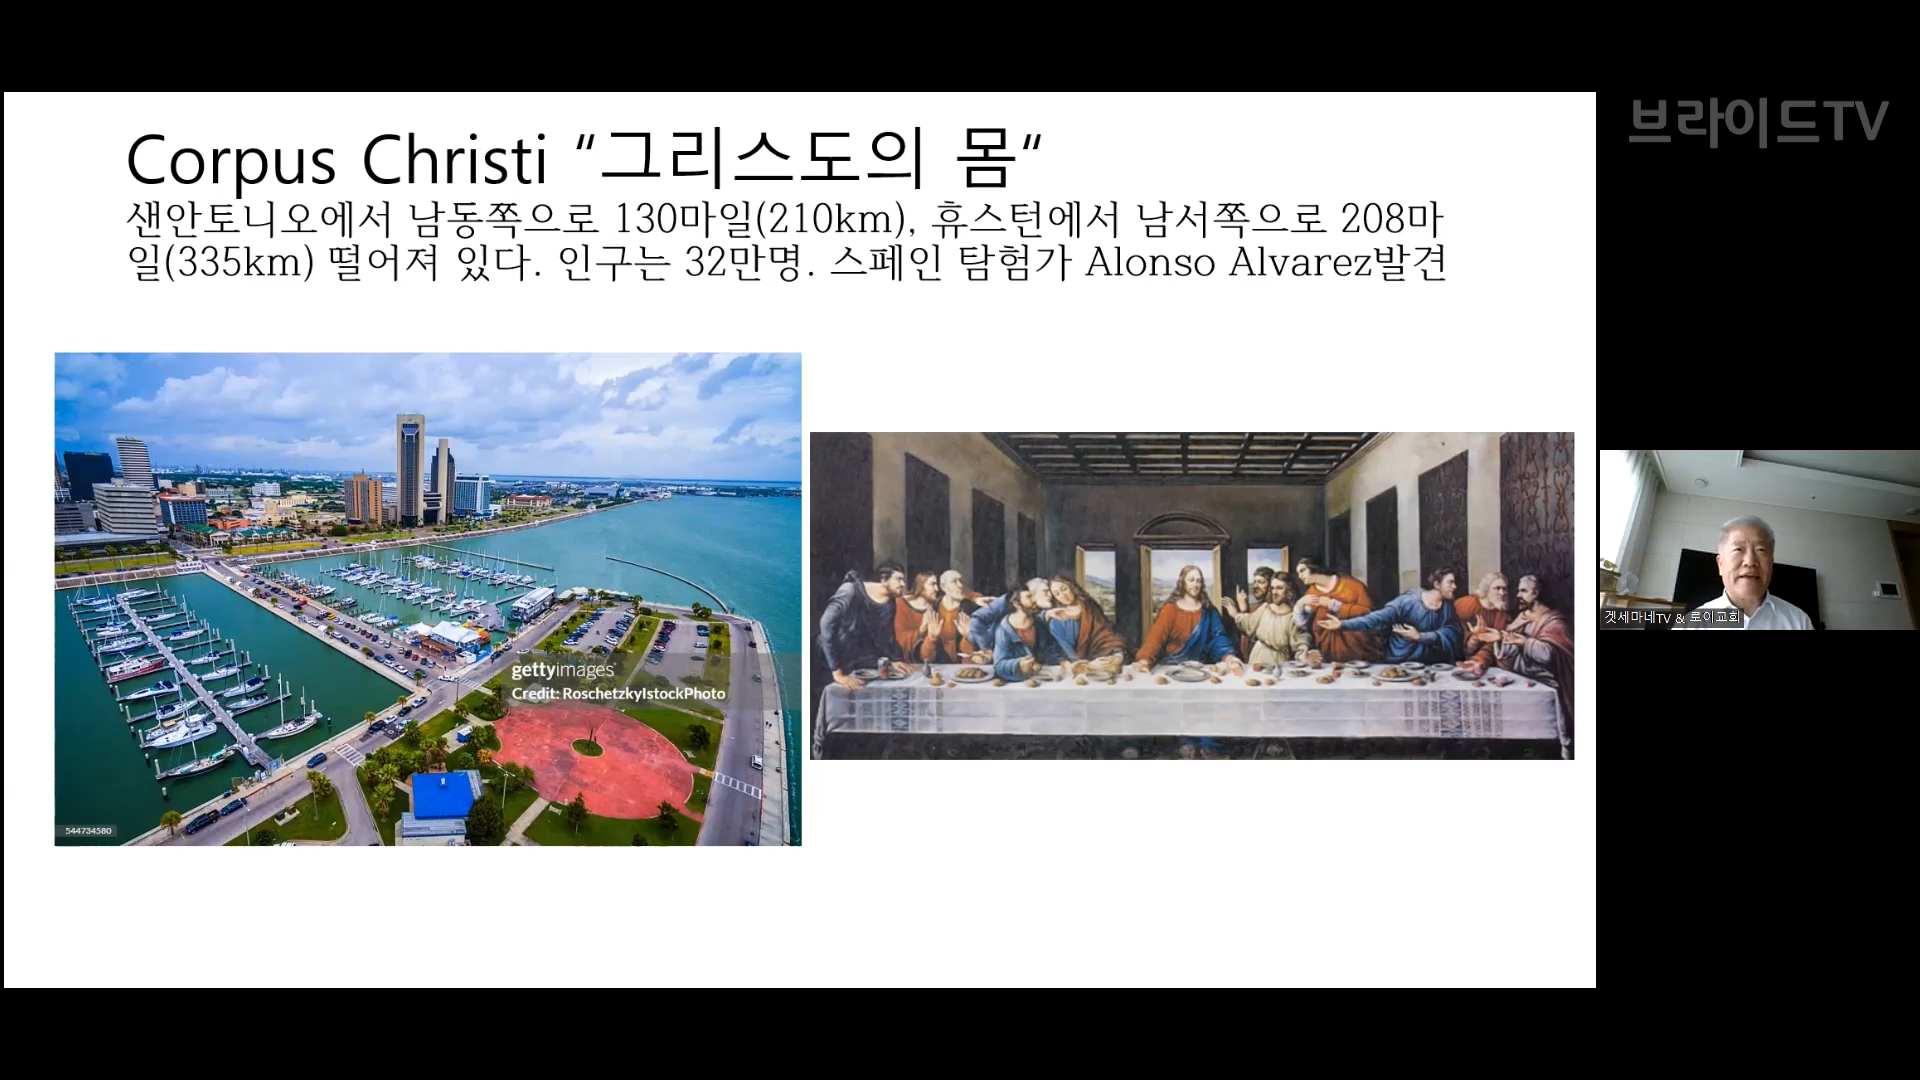 브라이드TV
Corpus Christi “그리스도의 몸“
샌안토니오에서 남동쪽으로 130마일(210km), 휴스턴에서 남서쪽으로 208마
일(335km) 떨어져 있다. 인구는 32만명. 스페인 탐험가 Alonso Alvarez발견
gettyimages
Credit: RoschetzkyIstockPhoto
544734580
겟세마네TV & 로이교회